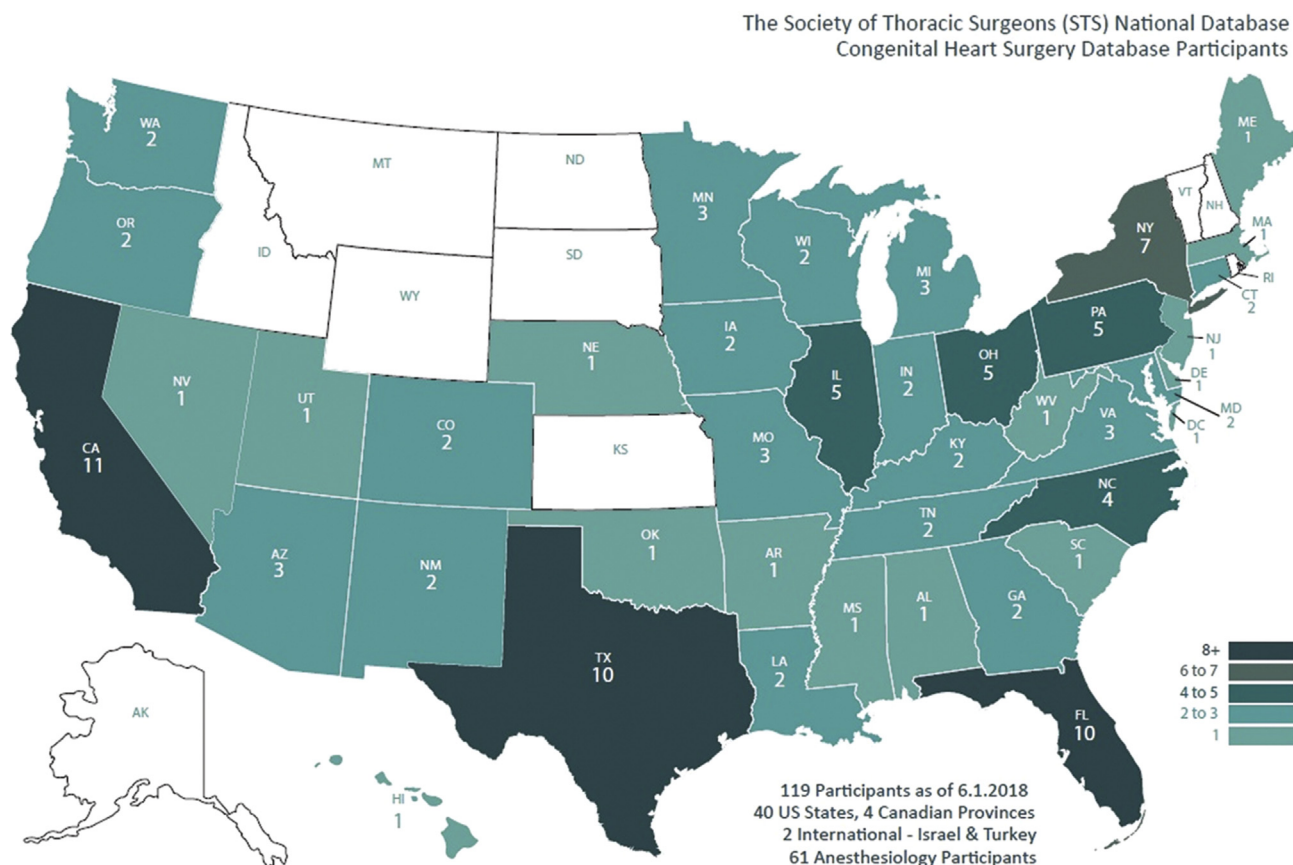 The Society of Thoracic Surgeons (STS) National Database
Congenital Heart Surgery Database Participants
WA
2
OR
2
CA
11
NV
1
ID
MT
WY
UT
1
AZ
3
CO
2
NM
2
ND
SD
NE
1
KS
OK
1
TX
10
MN
3
IA
2
MO
3
AR
1
LA
2
WI
2
IL
5
MI
3
IN
2
OH
5
KY
2
TN
2
MS
1
AL
1
GA
2
FL
10
SC
1
NC
4
VA
3
WV
1
PA
5
NY
7
VT
NH
ME
1
MA
1
RI
CT
2
NJ
1
DE
1
MD
2
DC
1
AK
HI
1
8+
6 to 7
4 to 5
2 to 3
1
119 Participants as of 6.1.2018
40 US States, 4 Canadian Provinces
2 International - Israel & Turkey
61 Anesthesiology Participants